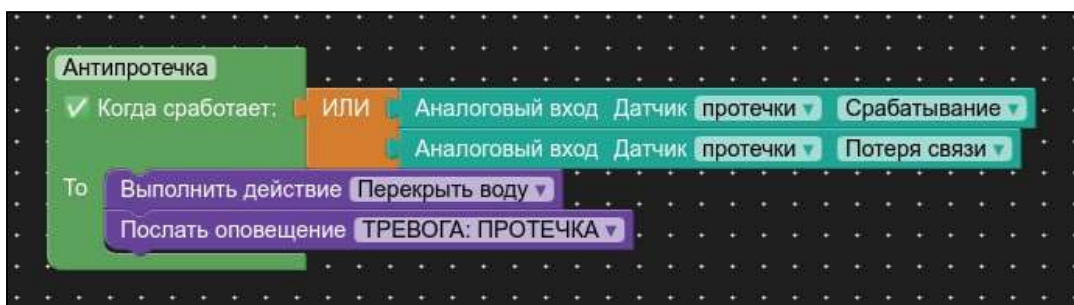 Антипротечка
Когда сработает: ИЛИ Аналоговый вход Датчик протечки Срабатывание
Аналоговый вход Датчик протечки Потеря связи
То Выполнить действие Перекрыть воду
Послать оповещение ТРЕВОГА: ПРОТЕЧКА